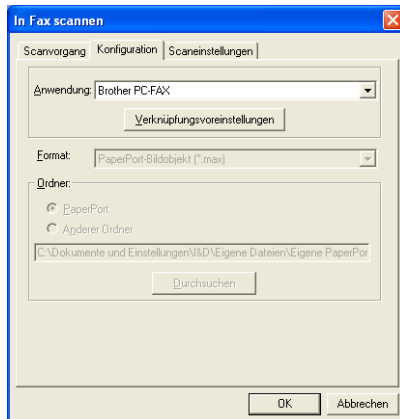 In Fax scannen
Scanvorgang Konfiguration Scaneinstellungen
Anwendung: Brother PC-FAX
Verknüpfungsvoreinstellungen
Format: PaperPort-Bildobjekt (*.max)
Ordner:
PaperPort
Anderer Ordner
C:\Dokumente und Einstellungen\I&D\Eigene Dateien\Eigene PaperPor
Durchsuchen
OK Abbrechen